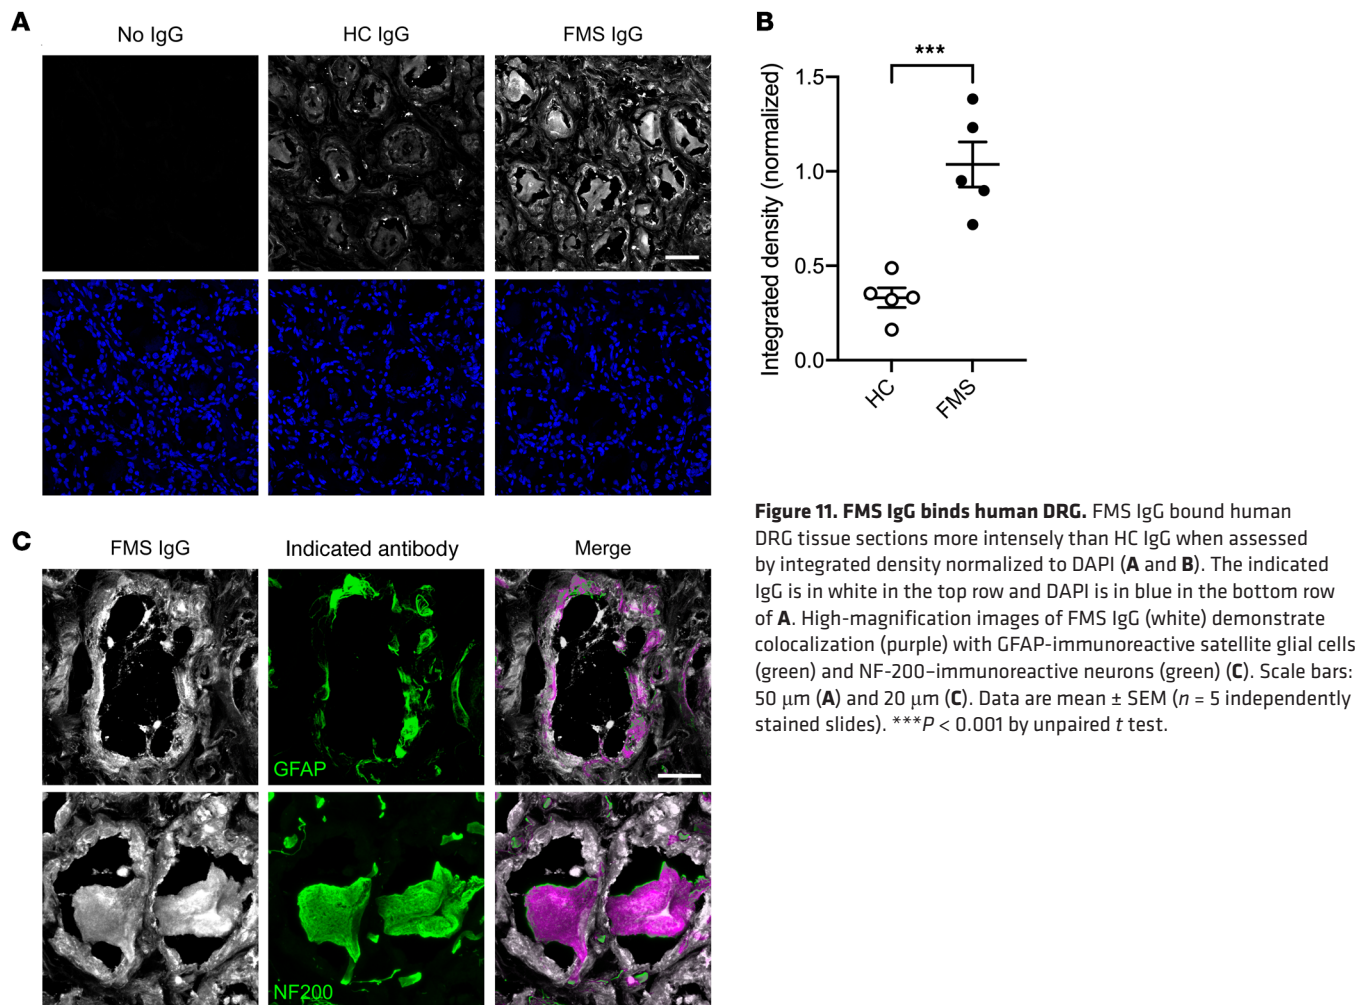 A
No IgG
HC IgG
FMS IgG
B
***
Integrated density (normalized)
1.5
1.0
0.5
0.0
HC
FMS
C
FMS IgG
Indicated antibody
Merge
GFAP
NF200
Figure 11. FMS IgG binds human DRG. FMS IgG bound human
DRG tissue sections more intensely than HC IgG when assessed
by integrated density normalized to DAPI (A and B). The indicated
IgG is in white in the top row and DAPI is in blue in the bottom row
of A. High-magnification images of FMS IgG (white) demonstrate
colocalization (purple) with GFAP-immunoreactive satellite glial cells
(green) and NF-200–immunoreactive neurons (green) (C). Scale bars:
50 μm (A) and 20 μm (C). Data are mean ± SEM (n = 5 independently
stained slides). ***P < 0.001 by unpaired t test.